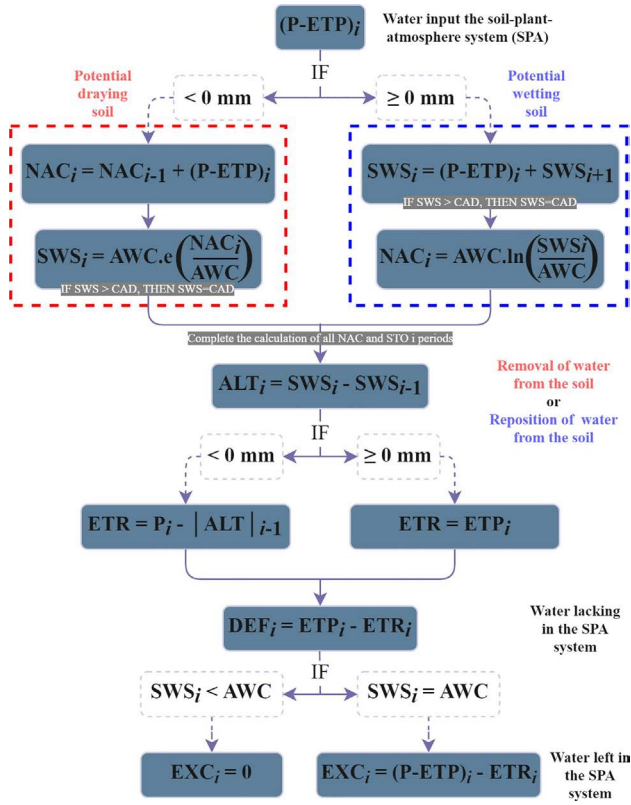 (P-ETP)i
Water input the soil-plant-
atmosphere system (SPA)
IF
Potential
draying
soil
< 0 mm
≥ 0 mm
Potential
wetting
soil
NACi = NACi-1 + (P-ETP)i
SWSi = (P-ETP)i + SWSi+1
IF SWS > CAD, THEN SWS=CAD
SWSi = AWC.e(NACi/AWC)
IF SWS > CAD, THEN SWS=CAD
NACi = AWC.ln(SWSi/AWC)
Complete the calculation of all NAC and STO i periods
ALTi = SWSi - SWSi-1
Removal of water
from the soil
or
Reposition of water
from the soil
IF
< 0 mm
≥ 0 mm
ETR = Pi - | ALT | i-1
ETR = ETPi
DEFi = ETPi - ETRi
Water lacking
in the SPA
system
IF
SWSi < AWC
SWSi = AWC
EXCi = 0
EXCi = (P-ETP)i - ETRi
Water left in
the SPA
system